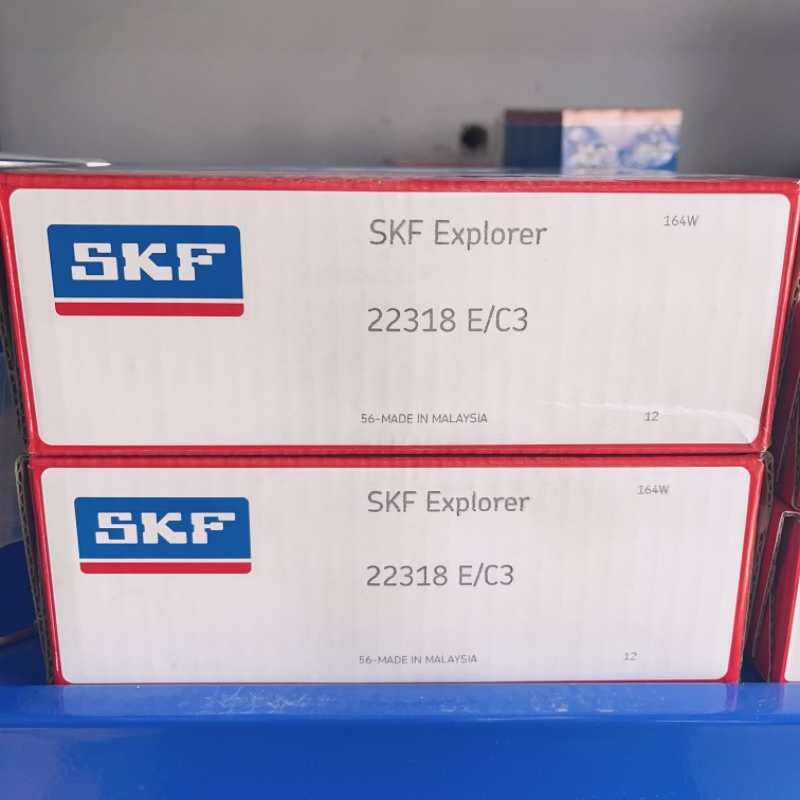 SKF
SKF Explorer
164W
22318 E/C3
56-MADE IN MALAYSIA
12
SKF
SKF Explorer
164W
22318 E/C3
56-MADE IN MALAYSIA
12